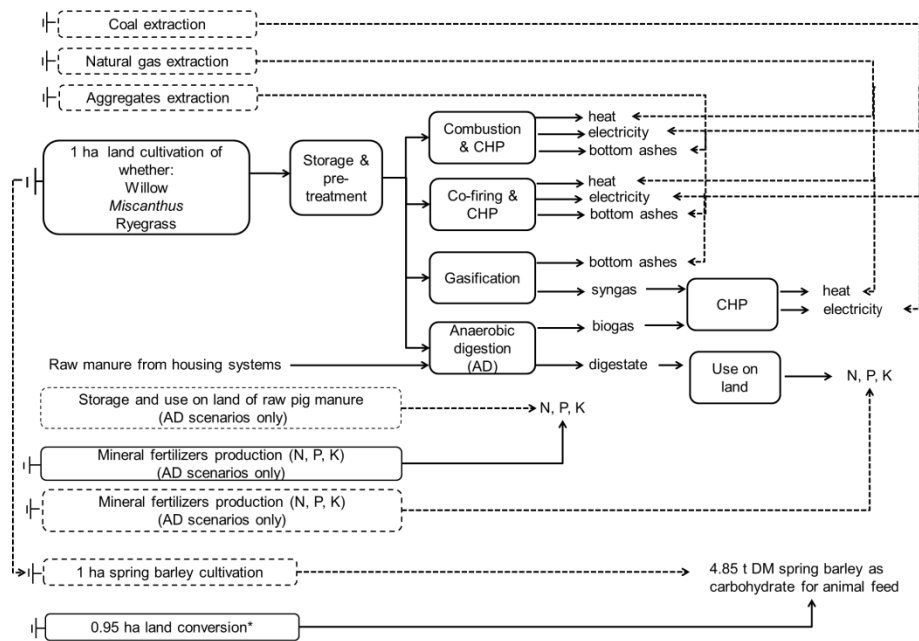 Coal extraction
Natural gas extraction
Aggregates extraction
1 ha land cultivation of
whether:
Willow
Miscanthus
Ryegrass
Storage &
pre-
treatment
Combustion
& CHP
heat
electricity
bottom ashes
Co-firing &
CHP
heat
electricity
bottom ashes
Gasification
bottom ashes
syngas
CHP
heat
electricity
Anaerobic
digestion
(AD)
biogas
digestate
Use on
land
N, P, K
Raw manure from housing systems
Storage and use on land of raw pig manure
(AD scenarios only)
N, P, K
Mineral fertilizers production (N, P, K)
(AD scenarios only)
Mineral fertilizers production (N, P, K)
(AD scenarios only)
1 ha spring barley cultivation
4.85 t DM spring barley as
carbohydrate for animal feed
0.95 ha land conversion*